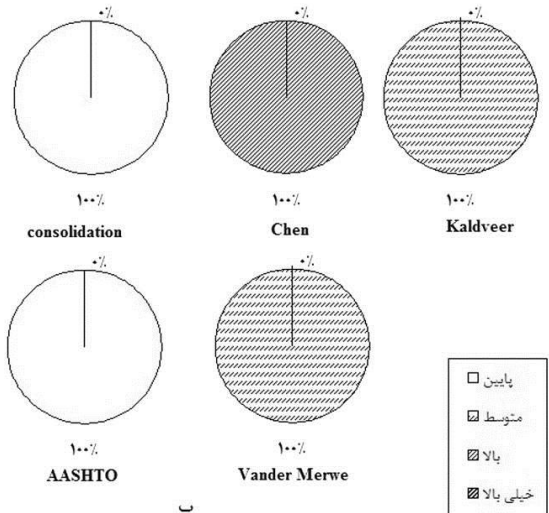 ۰٪ ۰٪ ۰٪
۱۰۰٪ ۱۰۰٪ ۱۰۰٪
consolidation Chen Kaldveer
۰٪ ۰٪
۱۰۰٪ ۱۰۰٪
AASHTO Vander Merwe
پایین
متوسط
بالا
خیلی بالا
ب